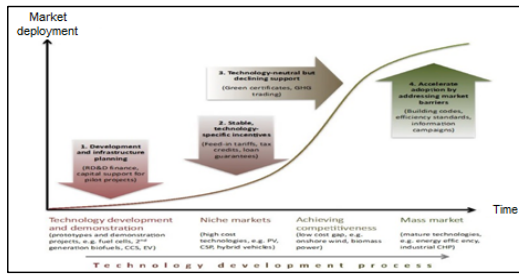 Market
deployment
3. Technology-neutral but
declining support
(Green certificates, GHG
trading)
4. Accelerate
adoption by
addressing market
barriers
(Building codes,
efficiency standards,
information
campaigns)
2. Stable,
technology-
specific incentives
(Feed-in tariffs, tax
credits, loan
guarantees)
1. Development
and infrastructure
planning
(RD&D finance,
capital support for
pilot projects)
Time
Technology development
and demonstration
(prototypes and demonstration
projects, e.g. fuel cells, 2nd
generation biofuels, CCS, EV)
Niche markets
(high cost
technologies, e.g. PV,
CSP, hybrid vehicles)
Achieving
competitiveness
(low cost gap, e.g.
onshore wind, biomass
power)
Mass market
(mature technologies,
e.g. energy efficiency,
industrial CHP)
Technology development process